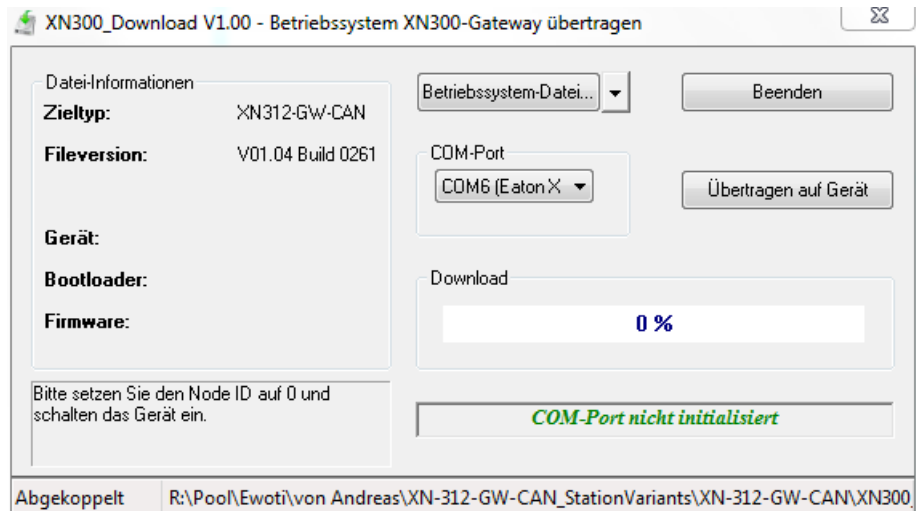 XN300_Download V1.00 - Betriebssystem XN300-Gateway übertragen
Datei-Informationen
Zieltyp: XN312-GW-CAN
Fileversion: V01.04 Build 0261
Gerät:
Bootloader:
Firmware:
Bitte setzen Sie den Node ID auf 0 und
schalten das Gerät ein.
Betriebssystem-Datei...
Beenden
COM-Port
COM6 (Eaton X
Übertragen auf Gerät
Download
0 %
COM-Port nicht initialisiert
Abgekoppelt R:\Pool\Ewoti\von Andreas\XN-312-GW-CAN_StationVariants\XN-312-GW-CAN\XN300